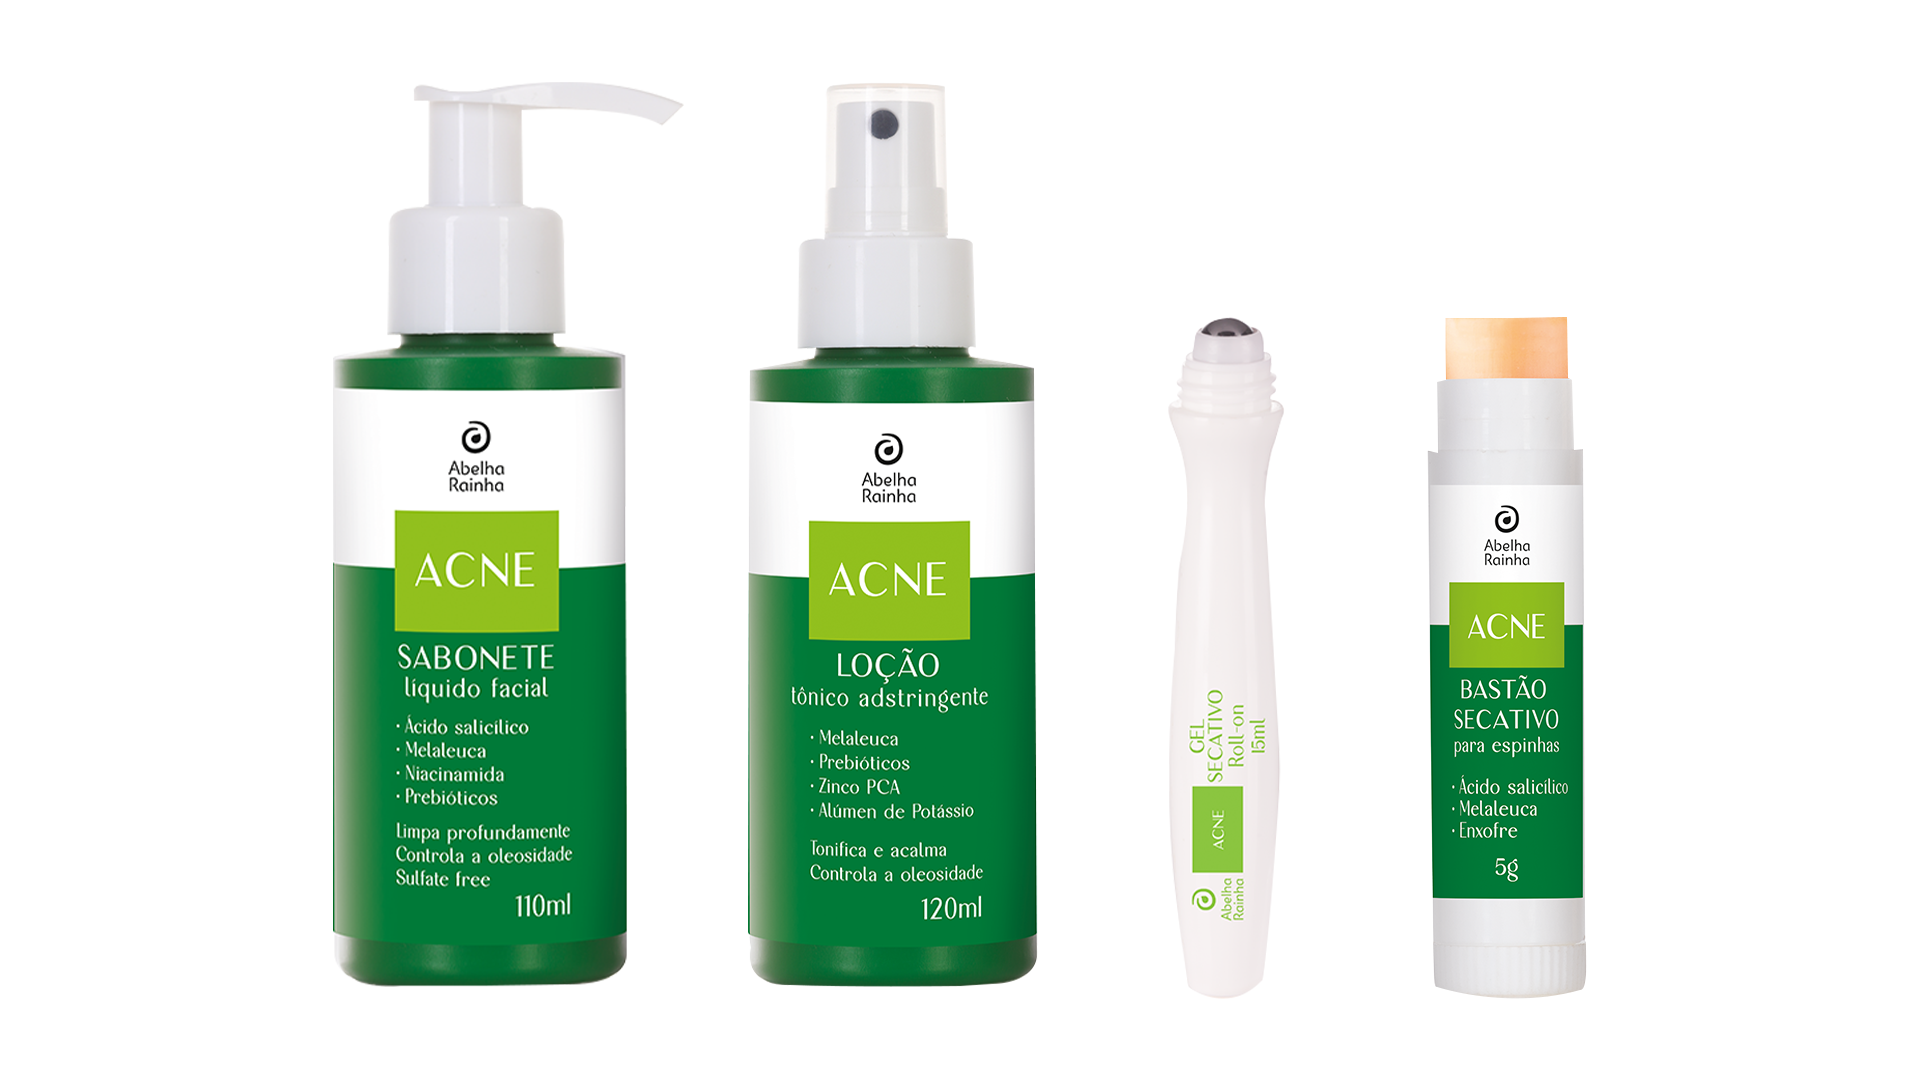 Abelha
Rainha
ACNE
SABONETE
líquido facial
· Ácido salicílico
· Melaleuca
· Niacinamida
· Prebióticos
Limpa profundamente
Controla a oleosidade
Sulfate free
110ml
Abelha
Rainha
ACNE
LOÇÃO
tônico adstringente
· Melaleuca
· Prebióticos
· Zinco PCA
· Alúmen de Potássio
Tonifica e acalma
Controla a oleosidade
120ml
Abelha
Rainha
ACNE
GEL
SECATIVO
Roll-on
15ml
Abelha
Rainha
ACNE
BASTÃO
SECATIVO
para espinhas
· Ácido salicílico
· Melaleuca
· Enxofre
5g